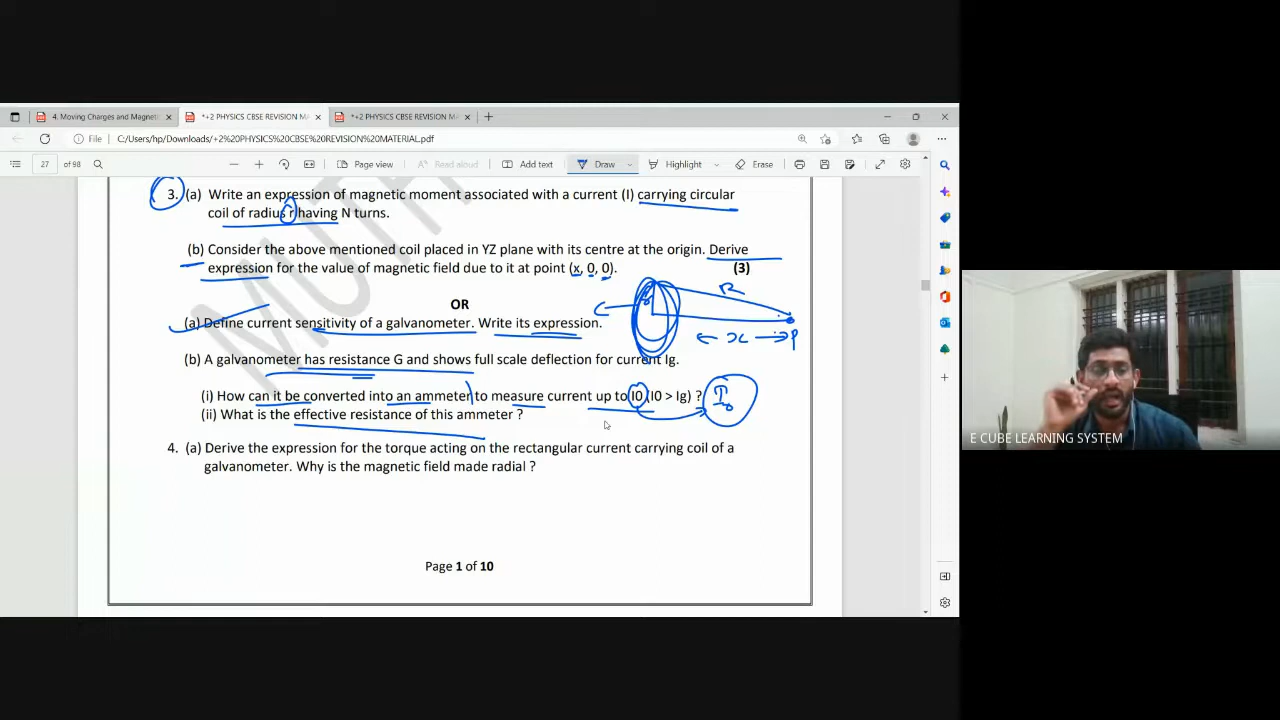 4. Moving Charges and Magnet
*+2 PHYSICS CBSE REVISION MA
*+2 PHYSICS CBSE REVISION MA
File
C:/Users/hp/Downloads/+2%20PHYSICS%20CBSE%20REVISION%20MATERIAL.pdf
27 of 98
Page view
Read aloud
Add text
Draw
Highlight
Erase
MUT
3. (a) Write an expression of magnetic moment associated with a current (I) carrying circular
coil of radius r having N turns.
(b) Consider the above mentioned coil placed in YZ plane with its centre at the origin. Derive
expression for the value of magnetic field due to it at point (x, 0, 0).
(3)
R
x
P
OR
(a) Define current sensitivity of a galvanometer. Write its expression.
(b) A galvanometer has resistance G and shows full scale deflection for current Ig.
(i) How can it be converted into an ammeter to measure current up to I0 (I0 > Ig) ?
I0
(ii) What is the effective resistance of this ammeter ?
4. (a) Derive the expression for the torque acting on the rectangular current carrying coil of a
galvanometer. Why is the magnetic field made radial ?
Page 1 of 10
E CUBE LEARNING SYSTEM